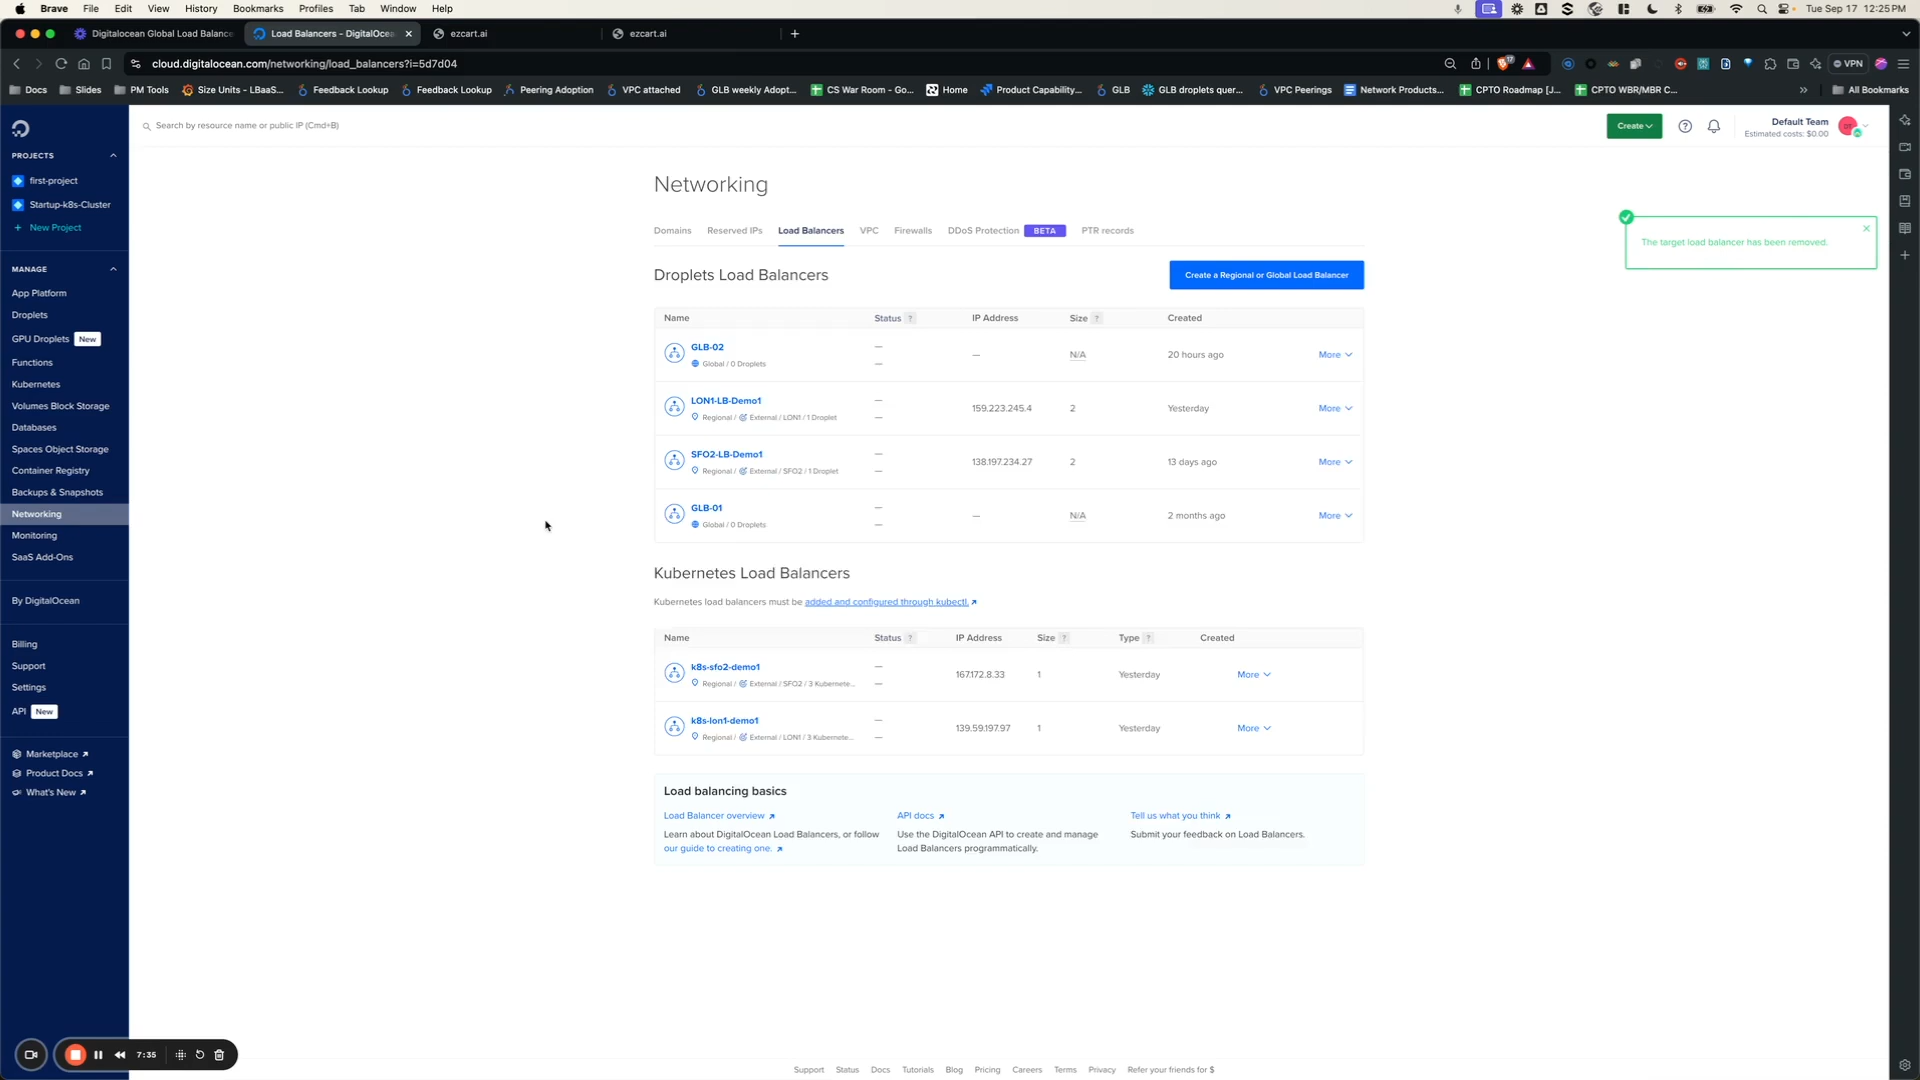 Brave File Edit View History Bookmarks Profiles Tab Window Help
Tue Sep 17 12:25 PM
Digitalocean Global Load Balance
Load Balancers - DigitalOcea
ezcart.ai
ezcart.ai
cloud.digitalocean.com/networking/load_balancers?i=5d7d04
VPN
Docs Slides PM Tools Size Units - LBaaS... Feedback Lookup Feedback Lookup Peering Adoption VPC attached GLB weekly Adopt... CS War Room - Go... Home Product Capability... GLB GLB droplets quer... VPC Peerings Network Products... CPTO Roadmap [J... CPTO WBR/MBR C... » All Bookmarks
PROJECTS
first-project
Startup-k8s-Cluster
+ New Project
MANAGE
App Platform
Droplets
GPU Droplets New
Functions
Kubernetes
Volumes Block Storage
Databases
Spaces Object Storage
Container Registry
Backups & Snapshots
Networking
Monitoring
SaaS Add-Ons
By DigitalOcean
Billing
Support
Settings
API New
Marketplace
Product Docs
What's New
Search by resource name or public IP (Cmd+B)
Create
Default Team
Estimated costs: $0.00
The target load balancer has been removed.
Networking
Domains Reserved IPs Load Balancers VPC Firewalls DDoS Protection BETA PTR records
Droplets Load Balancers
Create a Regional or Global Load Balancer
Name Status ? IP Address Size ? Created
GLB-02 — — N/A 20 hours ago More
Global / 0 Droplets —
LON1-LB-Demo1 — 159.223.245.4 2 Yesterday More
Regional / External / LON1 / 1 Droplet —
SFO2-LB-Demo1 — 138.197.234.27 2 13 days ago More
Regional / External / SFO2 / 1 Droplet —
GLB-01 — — N/A 2 months ago More
Global / 0 Droplets —
Kubernetes Load Balancers
Kubernetes load balancers must be added and configured through kubectl.
Name Status ? IP Address Size ? Type ? Created
k8s-sfo2-demo1 — 167.172.8.33 1 Yesterday More
Regional / External / SFO2 / 3 Kubernete... —
k8s-lon1-demo1 — 139.59.197.97 1 Yesterday More
Regional / External / LON1 / 3 Kubernete... —
Load balancing basics
Load Balancer overview
Learn about DigitalOcean Load Balancers, or follow
our guide to creating one.
API docs
Use the DigitalOcean API to create and manage
Load Balancers programmatically.
Tell us what you think
Submit your feedback on Load Balancers.
7:35
Support Status Docs Tutorials Blog Pricing Careers Terms Privacy Refer your friends for $